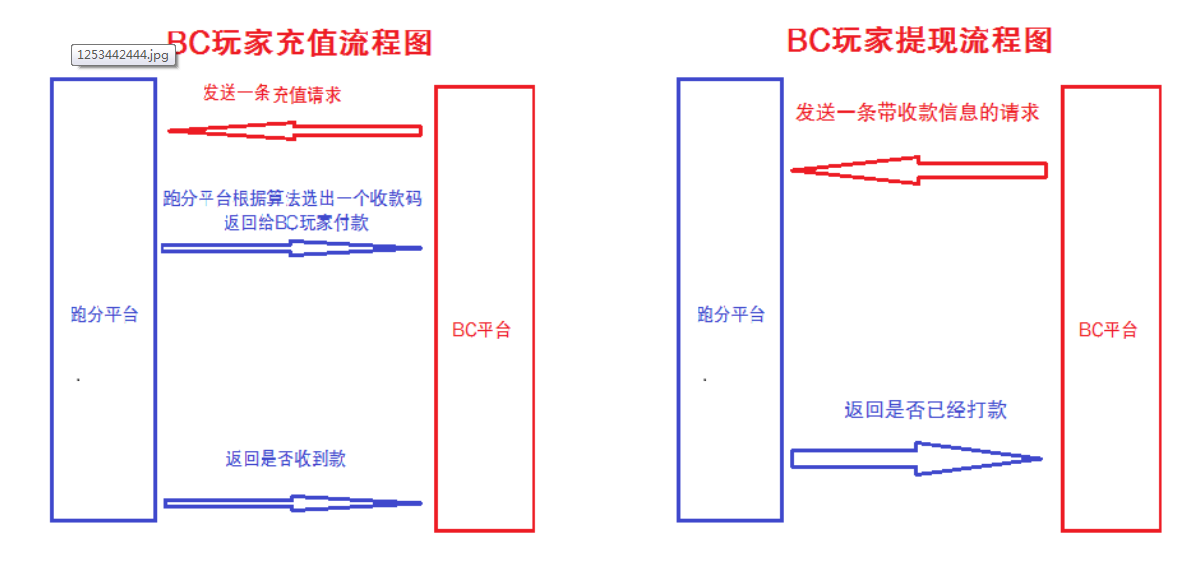 BC玩家充值流程图
1253442444.jpg
发送一条充值请求
跑分平台根据算法选出一个收款码
返回给BC玩家付款
跑分平台
BC平台
返回是否收到款
BC玩家提现流程图
发送一条带收款信息的请求
跑分平台
BC平台
返回是否已经打款